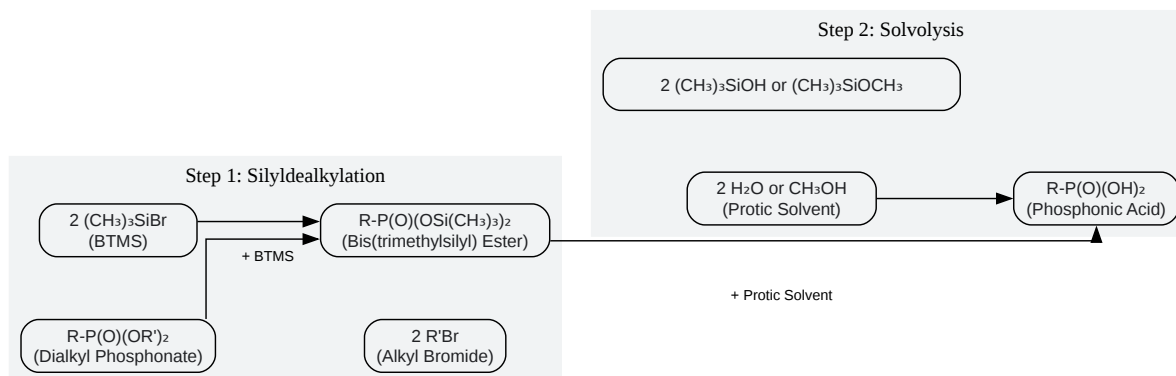 Step 2: Solvolysis
2 (CH₃)₃SiOH or (CH₃)₃SiOCH₃
Step 1: Silyldealkylation
2 (CH₃)₃SiBr
(BTMS)
R-P(O)(OSi(CH₃)₃)₂
(Bis(trimethylsilyl) Ester)
2 H₂O or CH₃OH
(Protic Solvent)
R-P(O)(OH)₂
(Phosphonic Acid)
+ BTMS
+ Protic Solvent
R-P(O)(OR')₂
(Dialkyl Phosphonate)
2 R'Br
(Alkyl Bromide)